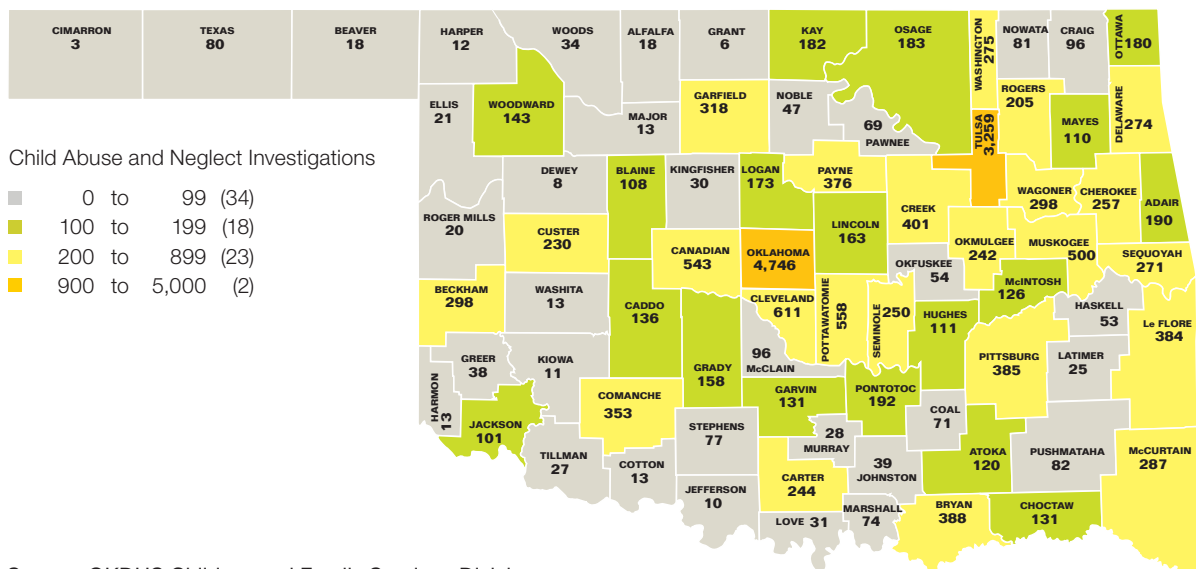 CIMARRON
3
TEXAS
80
BEAVER
18
HARPER
12
WOODS
34
ALFALFA
18
GRANT
6
KAY
182
OSAGE
183
WASHINGTON
275
NOWATA
81
CRAIG
96
OTTAWA 180
ELLIS
21
WOODWARD
143
MAJOR
13
GARFIELD
318
NOBLE
47
69
PAWNEE
TULSA
3,259
ROGERS
205
MAYES
110
DELAWARE
274
Child Abuse and Neglect Investigations
0 to 99 (34)
100 to 199 (18)
200 to 899 (23)
900 to 5,000 (2)
DEWEY
8
BLAINE
108
KINGFISHER
30
LOGAN
173
PAYNE
376
CREEK
401
WAGONER
298
CHEROKEE
257
ADAIR
190
ROGER MILLS
20
CUSTER
230
CANADIAN
543
OKLAHOMA
4,746
LINCOLN
163
OKFUSKEE
54
OKMULGEE
242
MUSKOGEE
500
SEQUOYAH
271
BECKHAM
298
WASHITA
13
CADDO
136
CLEVELAND
611
POTTAWATOMIE
558
SEMINOLE
250
HUGHES
111
McINTOSH
126
HASKELL
53
Le FLORE
384
GREER
38
KIOWA
11
GRADY
158
96
McCLAIN
PITTSBURG
385
LATIMER
25
HARMON
13
JACKSON
101
COMANCHE
353
GARVIN
131
PONTOTOC
192
COAL
71
TILLMAN
27
COTTON
13
STEPHENS
77
28
MURRAY
39
JOHNSTON
ATOKA
120
PUSHMATAHA
82
McCURTAIN
287
JEFFERSON
10
CARTER
244
LOVE 31
MARSHALL
74
BRYAN
388
CHOCTAW
131
Source: OKDHS Children and Family Services Division